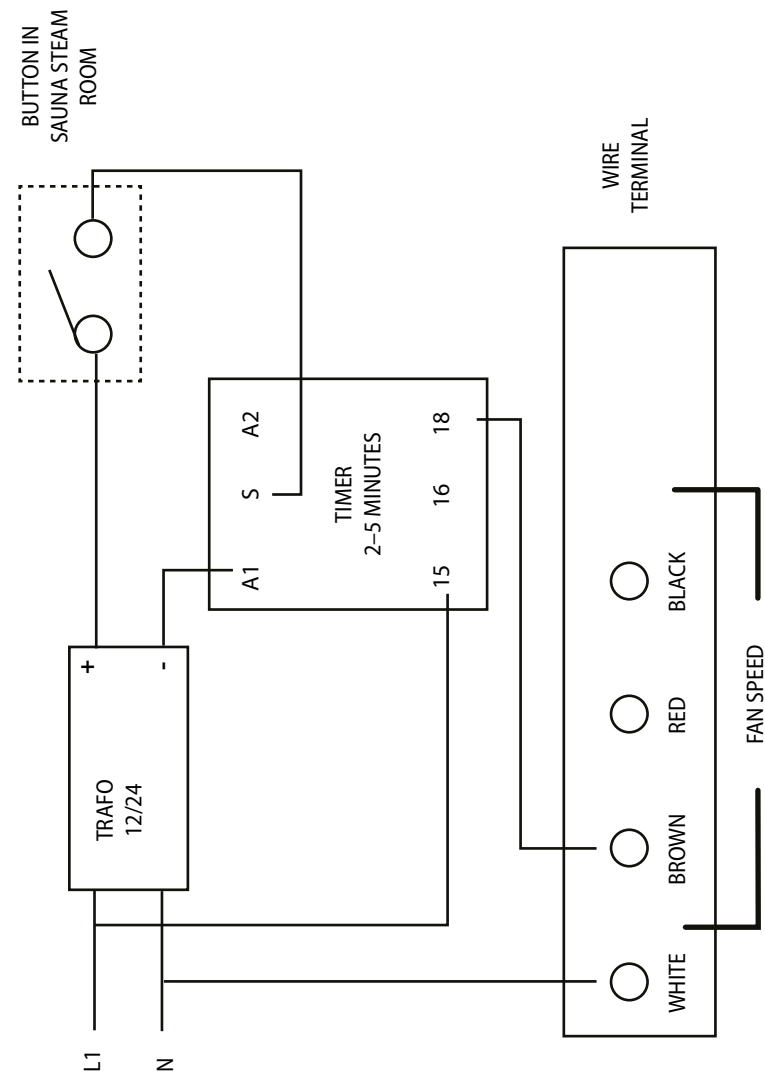 L1
N
TRAFO
12/24
+
-
BUTTON IN
SAUNA STEAM
ROOM
A1
S
A2
TIMER
2–5 MINUTES
15
16
18
WIRE
TERMINAL
WHITE
BROWN
RED
BLACK
FAN SPEED